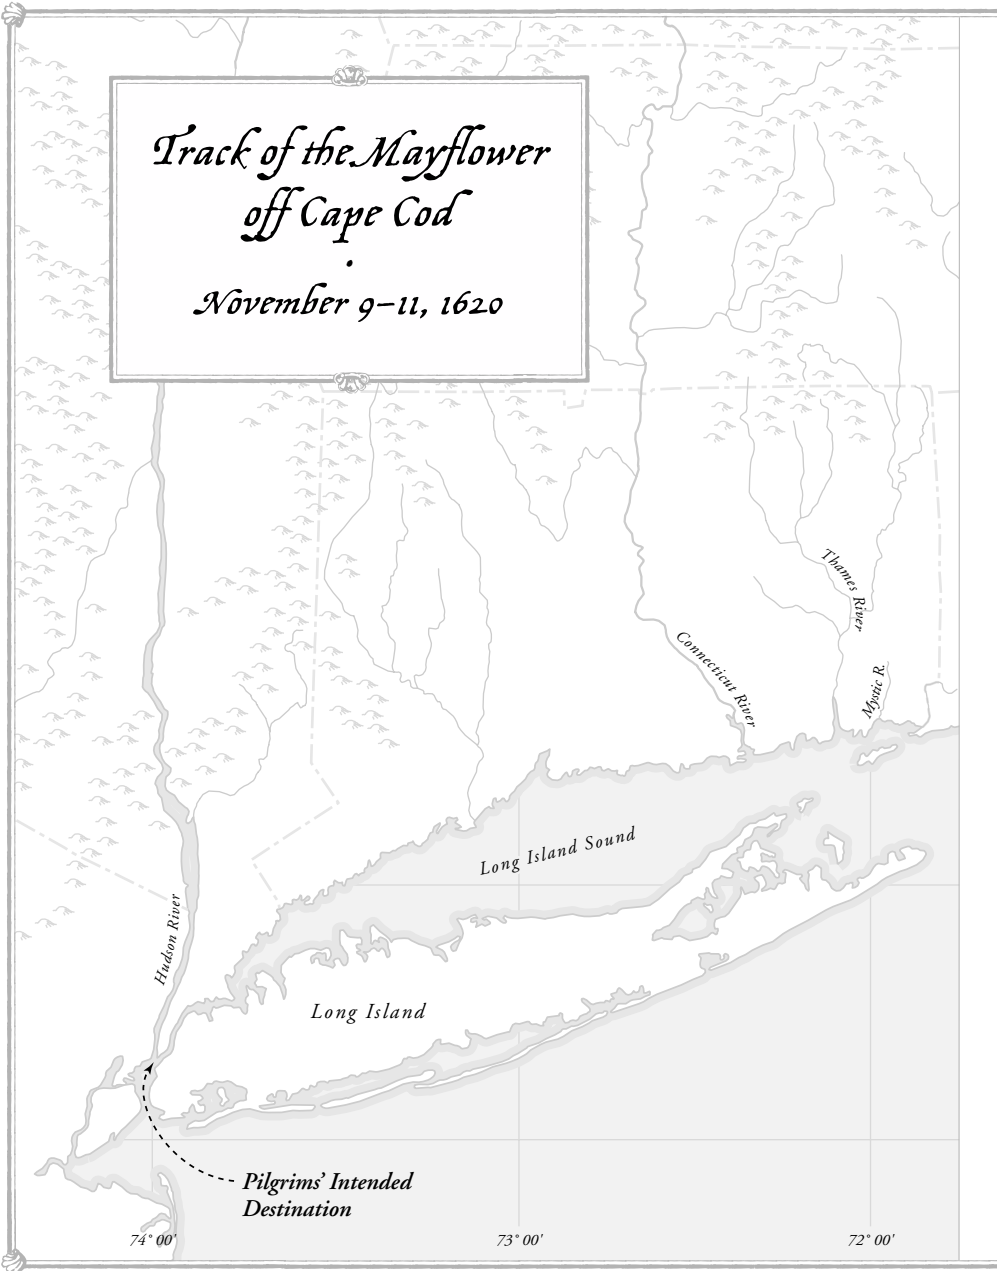 Track of the Mayflower
off Cape Cod
•
November 9–11, 1620
Thames River
Connecticut River
Mystic R.
Long Island Sound
Hudson River
Long Island
Pilgrims’ Intended
Destination
74° 00'
73° 00'
72° 00'